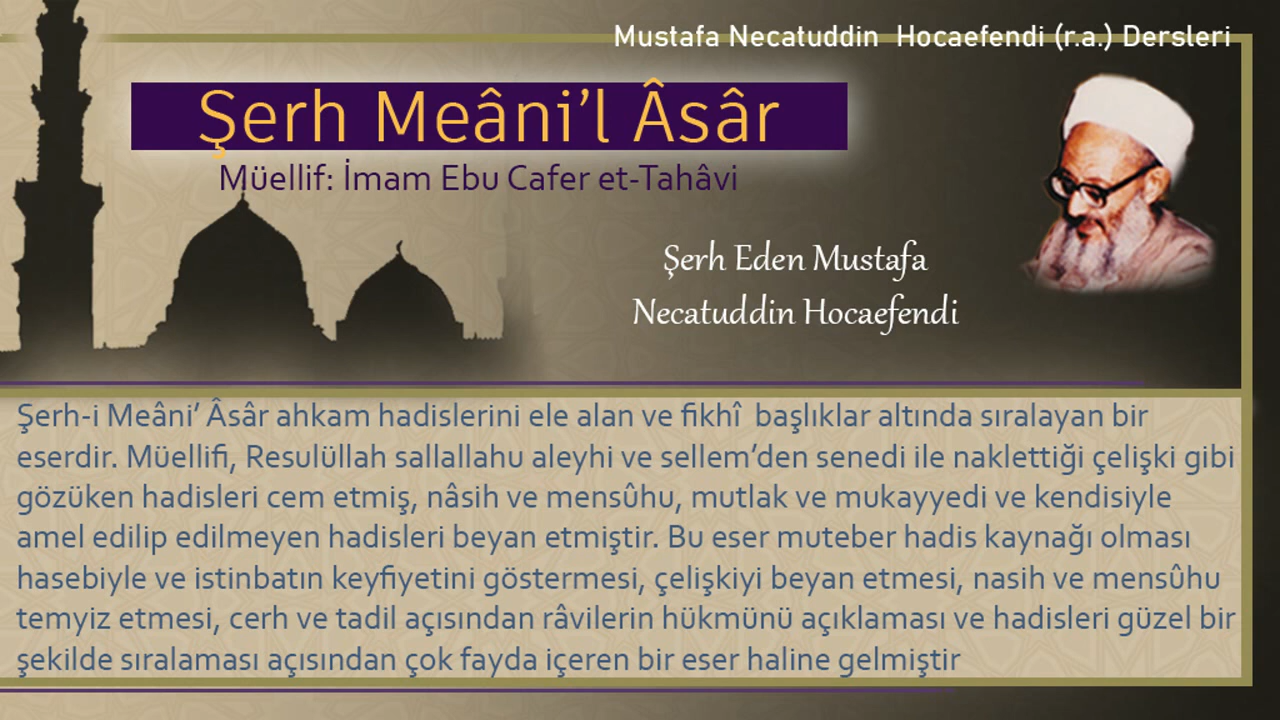 Mustafa Necatuddin Hocaefendi (r.a.) Dersleri
Şerh Meâni’l Âsâr
Müellif: İmam Ebu Cafer et-Tahâvi
Şerh Eden Mustafa
Necatuddin Hocaefendi
Şerh-i Meâni’ Âsâr ahkam hadislerini ele alan ve fikhî başlıklar altında sıralayan bir
eserdir. Müellifi, Resulüllah sallallahu aleyhi ve sellem’den senedi ile naklettiği çelişki gibi
gözüken hadisleri cem etmiş, nâsih ve mensûhu, mutlak ve mukayyedi ve kendisiyle
amel edilip edilmeyen hadisleri beyan etmiştir. Bu eser muteber hadis kaynağı olması
hasebiyle ve istinbatın keyfiyetini göstermesi, çelişkiyi beyan etmesi, nasih ve mensûhu
temyiz etmesi, cerh ve tadil açısından râvilerin hükmünü açıklaması ve hadisleri güzel bir
şekilde sıralaması açısından çok fayda içeren bir eser haline gelmiştir